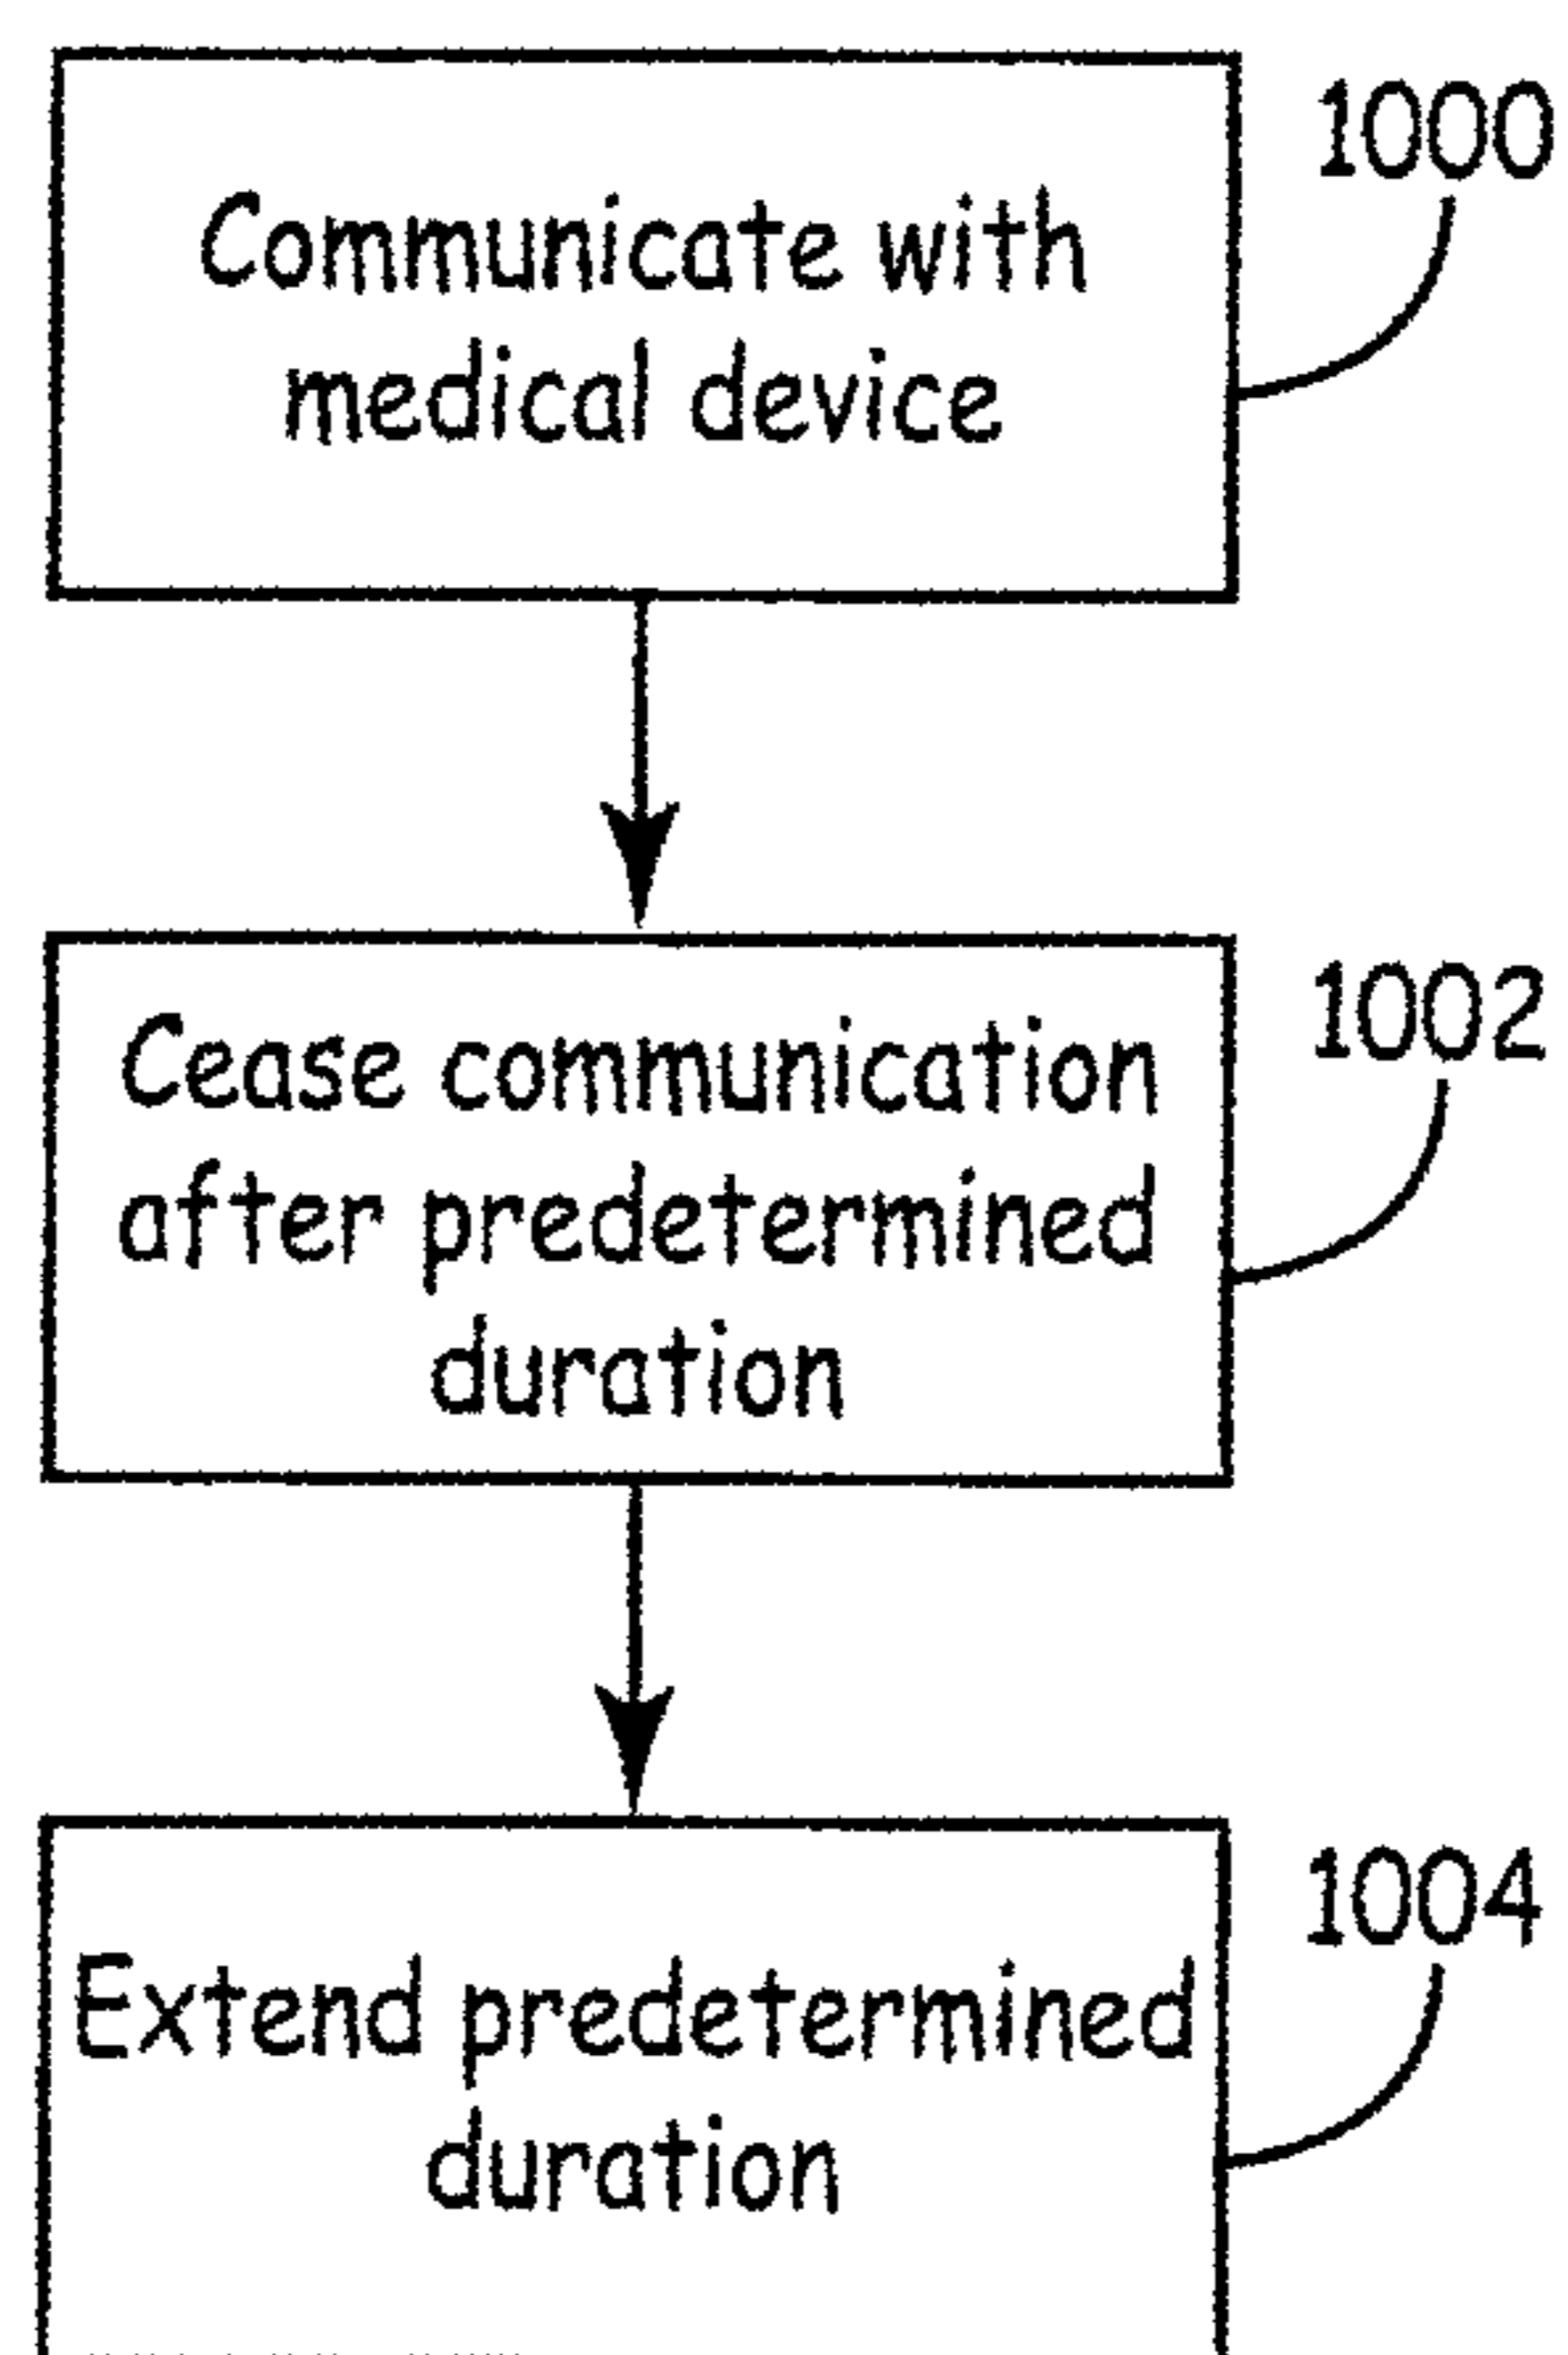 1000
Communicate with
medical device
1002
Cease communication
after predetermined
duration
1004
Extend predetermined
duration